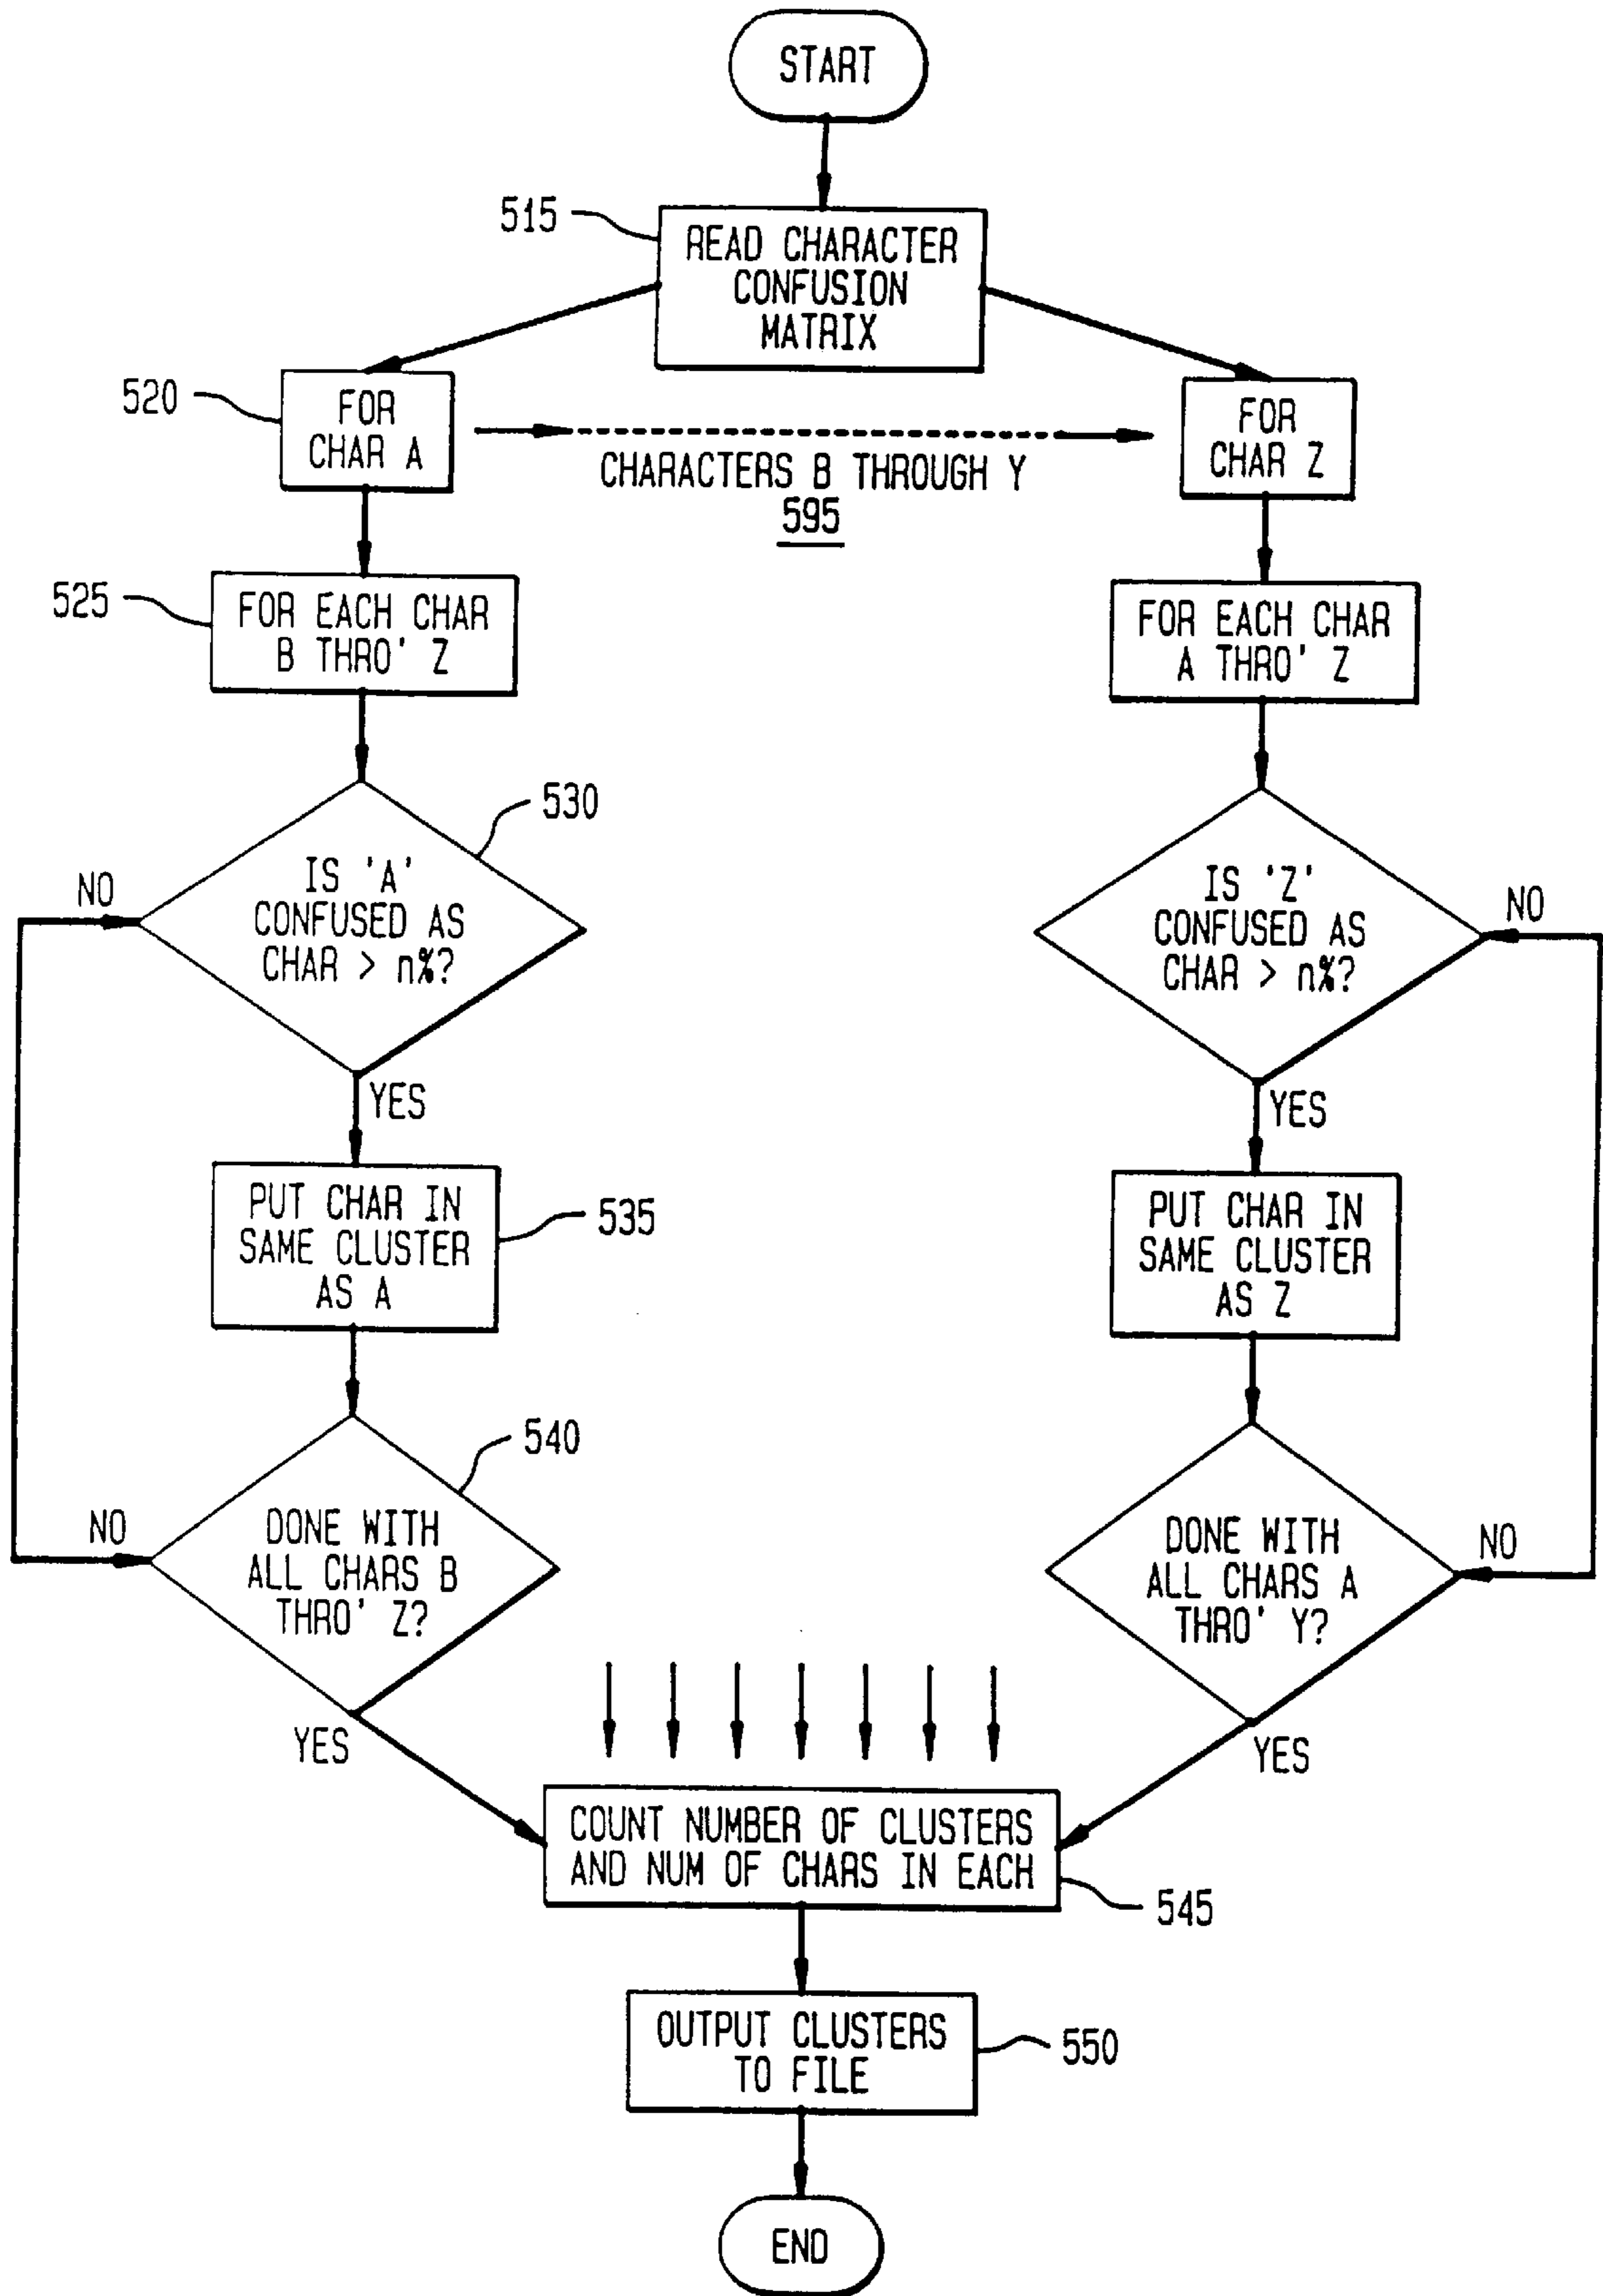 START
515
READ CHARACTER
CONFUSION
MATRIX
520
FOR
CHAR A
CHARACTERS B THROUGH Y
595
FOR
CHAR Z
525
FOR EACH CHAR
B THRO' Z
FOR EACH CHAR
A THRO' Z
530
NO
IS 'A'
CONFUSED AS
CHAR > n%?
IS 'Z'
CONFUSED AS
CHAR > n%?
NO
YES
YES
PUT CHAR IN
SAME CLUSTER
AS A
535
PUT CHAR IN
SAME CLUSTER
AS Z
540
NO
DONE WITH
ALL CHARS B
THRO' Z?
DONE WITH
ALL CHARS A
THRO' Y?
NO
YES
YES
COUNT NUMBER OF CLUSTERS
AND NUM OF CHARS IN EACH
545
OUTPUT CLUSTERS
TO FILE
550
END